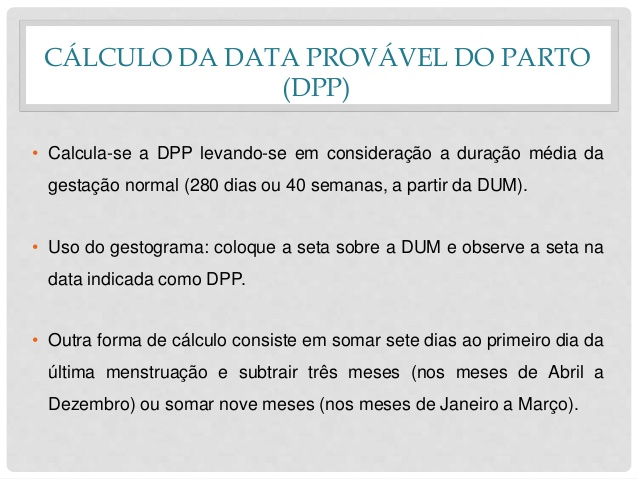 CÁLCULO DA DATA PROVÁVEL DO PARTO
(DPP)
• Calcula-se a DPP levando-se em consideração a duração média da
gestação normal (280 dias ou 40 semanas, a partir da DUM).
• Uso do gestograma: coloque a seta sobre a DUM e observe a seta na
data indicada como DPP.
• Outra forma de cálculo consiste em somar sete dias ao primeiro dia da
última menstruação e subtrair três meses (nos meses de Abril a
Dezembro) ou somar nove meses (nos meses de Janeiro a Março).